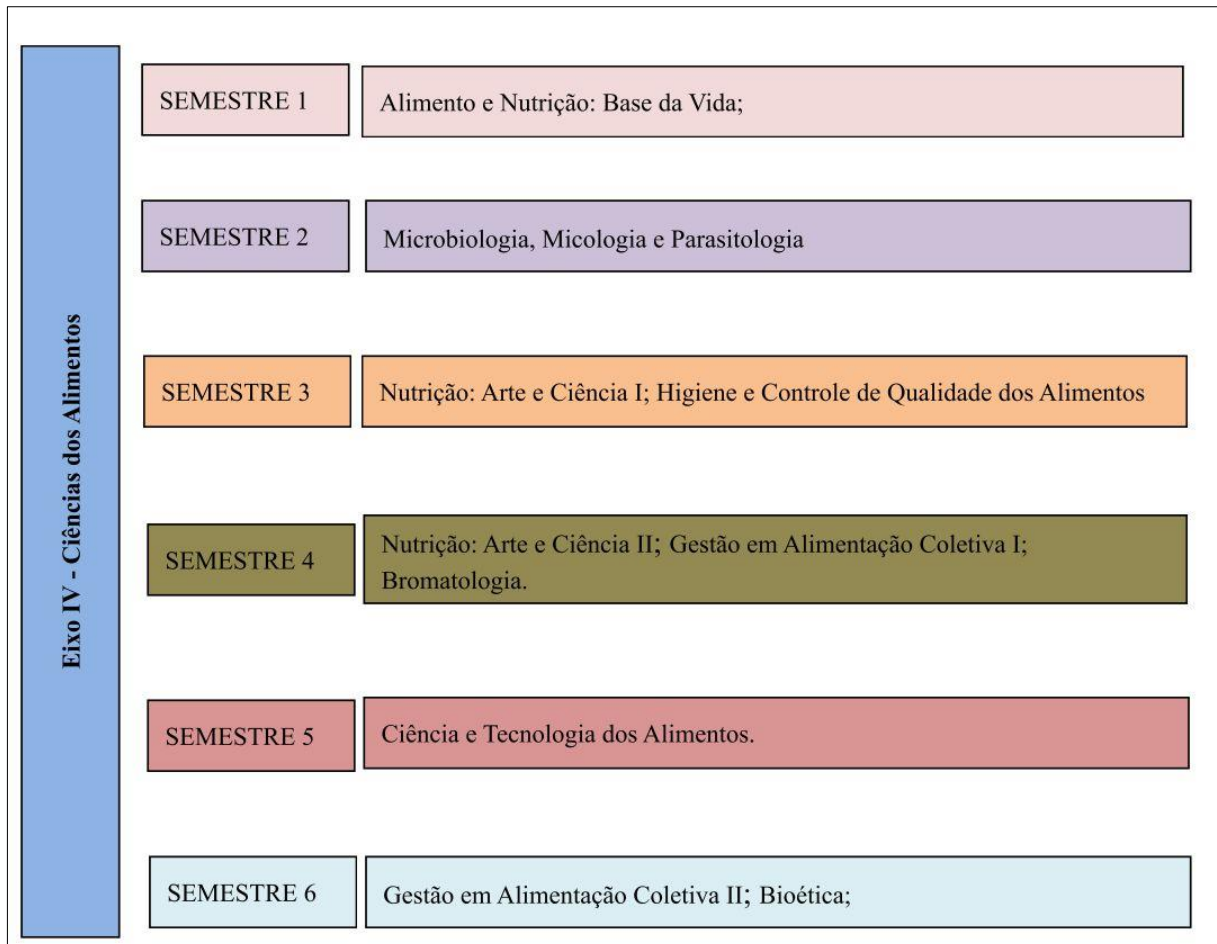 Eixo IV - Ciências dos Alimentos
SEMESTRE 1
Alimento e Nutrição: Base da Vida;
SEMESTRE 2
Microbiologia, Micologia e Parasitologia
SEMESTRE 3
Nutrição: Arte e Ciência I; Higiene e Controle de Qualidade dos Alimentos
SEMESTRE 4
Nutrição: Arte e Ciência II; Gestão em Alimentação Coletiva I;
Bromatologia.
SEMESTRE 5
Ciência e Tecnologia dos Alimentos.
SEMESTRE 6
Gestão em Alimentação Coletiva II; Bioética;